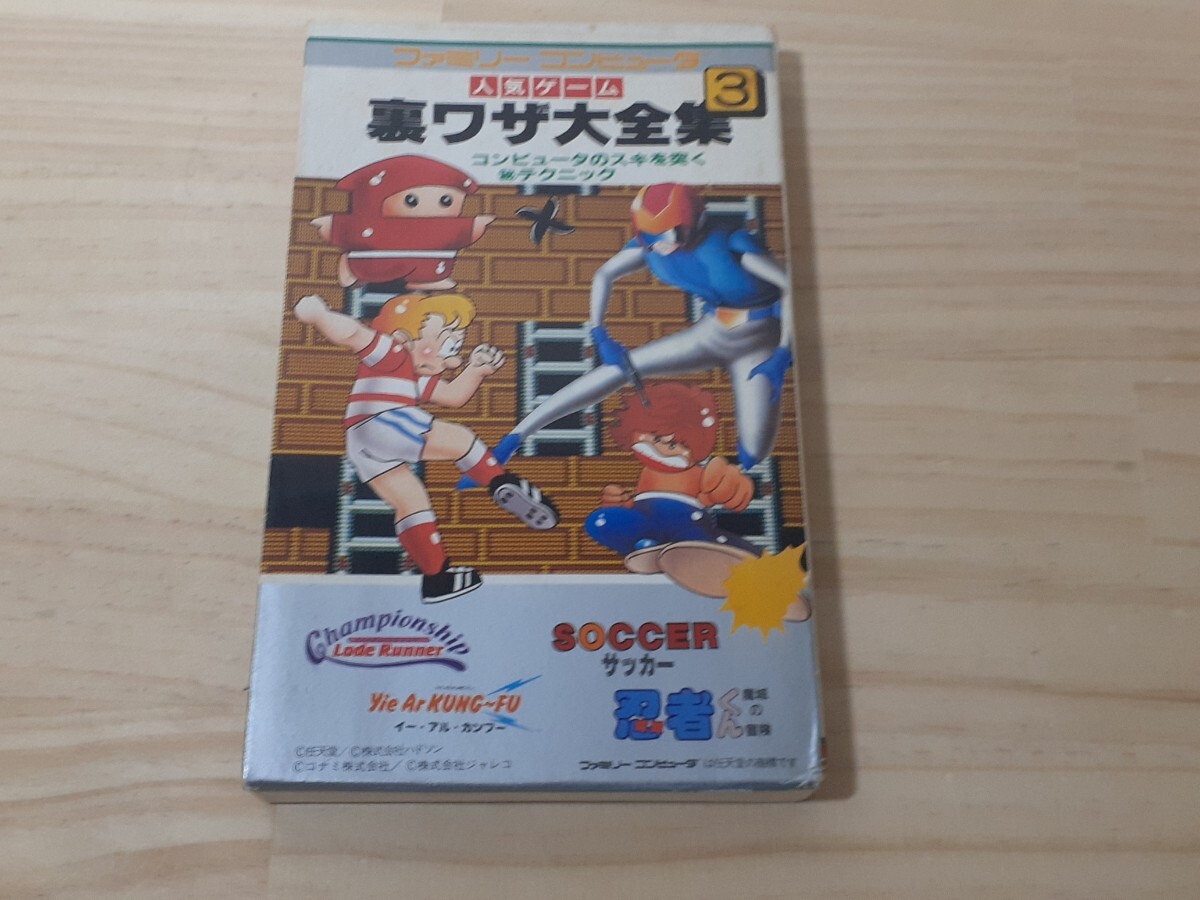 ファミリーコンピュータ
人気ゲーム
裏ワザ大全集
3
コンピュータのスキを突く
㊙テクニック
Championship
Lode Runner
SOCCER
サッカー
Yie Ar KUNG~FU
イー・アル・カンフー
忍者くん
魔城の冒険
©任天堂/©株式会社ハドソン
©コナミ株式会社/©株式会社ジャレコ
ファミリーコンピュータは任天堂の商標です